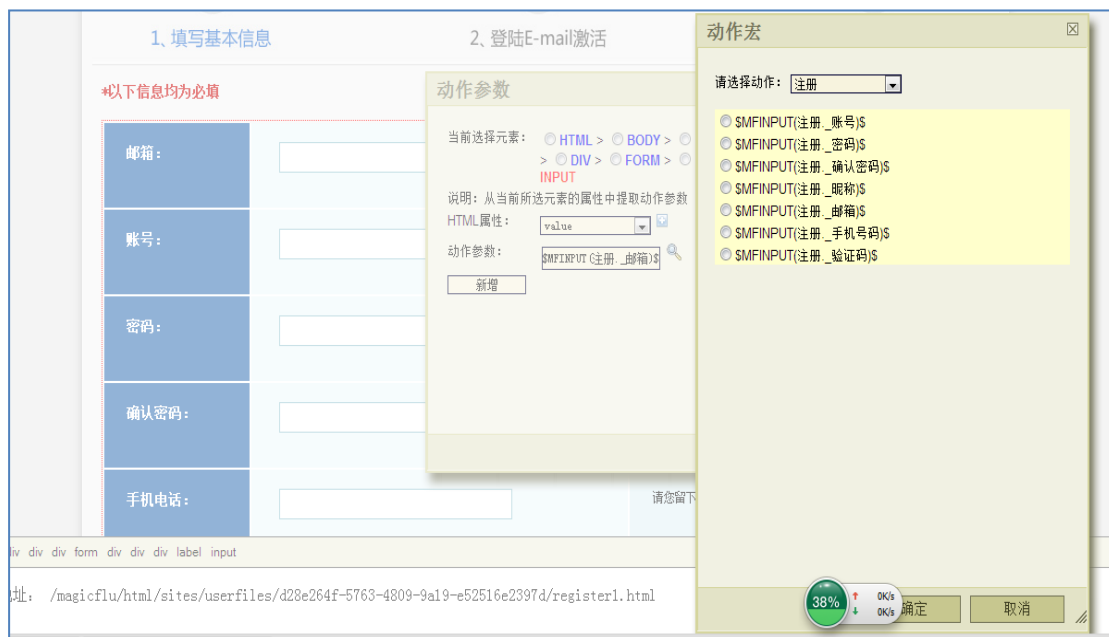 1、填写基本信息
2、登陆E-mail激活
*以下信息均为必填
邮箱：
账号：
密码：
确认密码：
手机电话：
请您留下
动作参数
当前选择元素： HTML > BODY >
> DIV > FORM >
INPUT
说明：从当前所选元素的属性中提取动作参数
HTML属性： value
动作参数： $MFINPUT(注册._邮箱)$
新增
动作宏
请选择动作： 注册
$MFINPUT(注册._账号)$
$MFINPUT(注册._密码)$
$MFINPUT(注册._确认密码)$
$MFINPUT(注册._昵称)$
$MFINPUT(注册._邮箱)$
$MFINPUT(注册._手机号码)$
$MFINPUT(注册._验证码)$
div div div form div div div label input
址： /magicflu/html/sites/userfiles/d28e264f-5763-4809-9a19-e52516e2397d/register1.html
38%
0K/s
0K/s
确定
取消